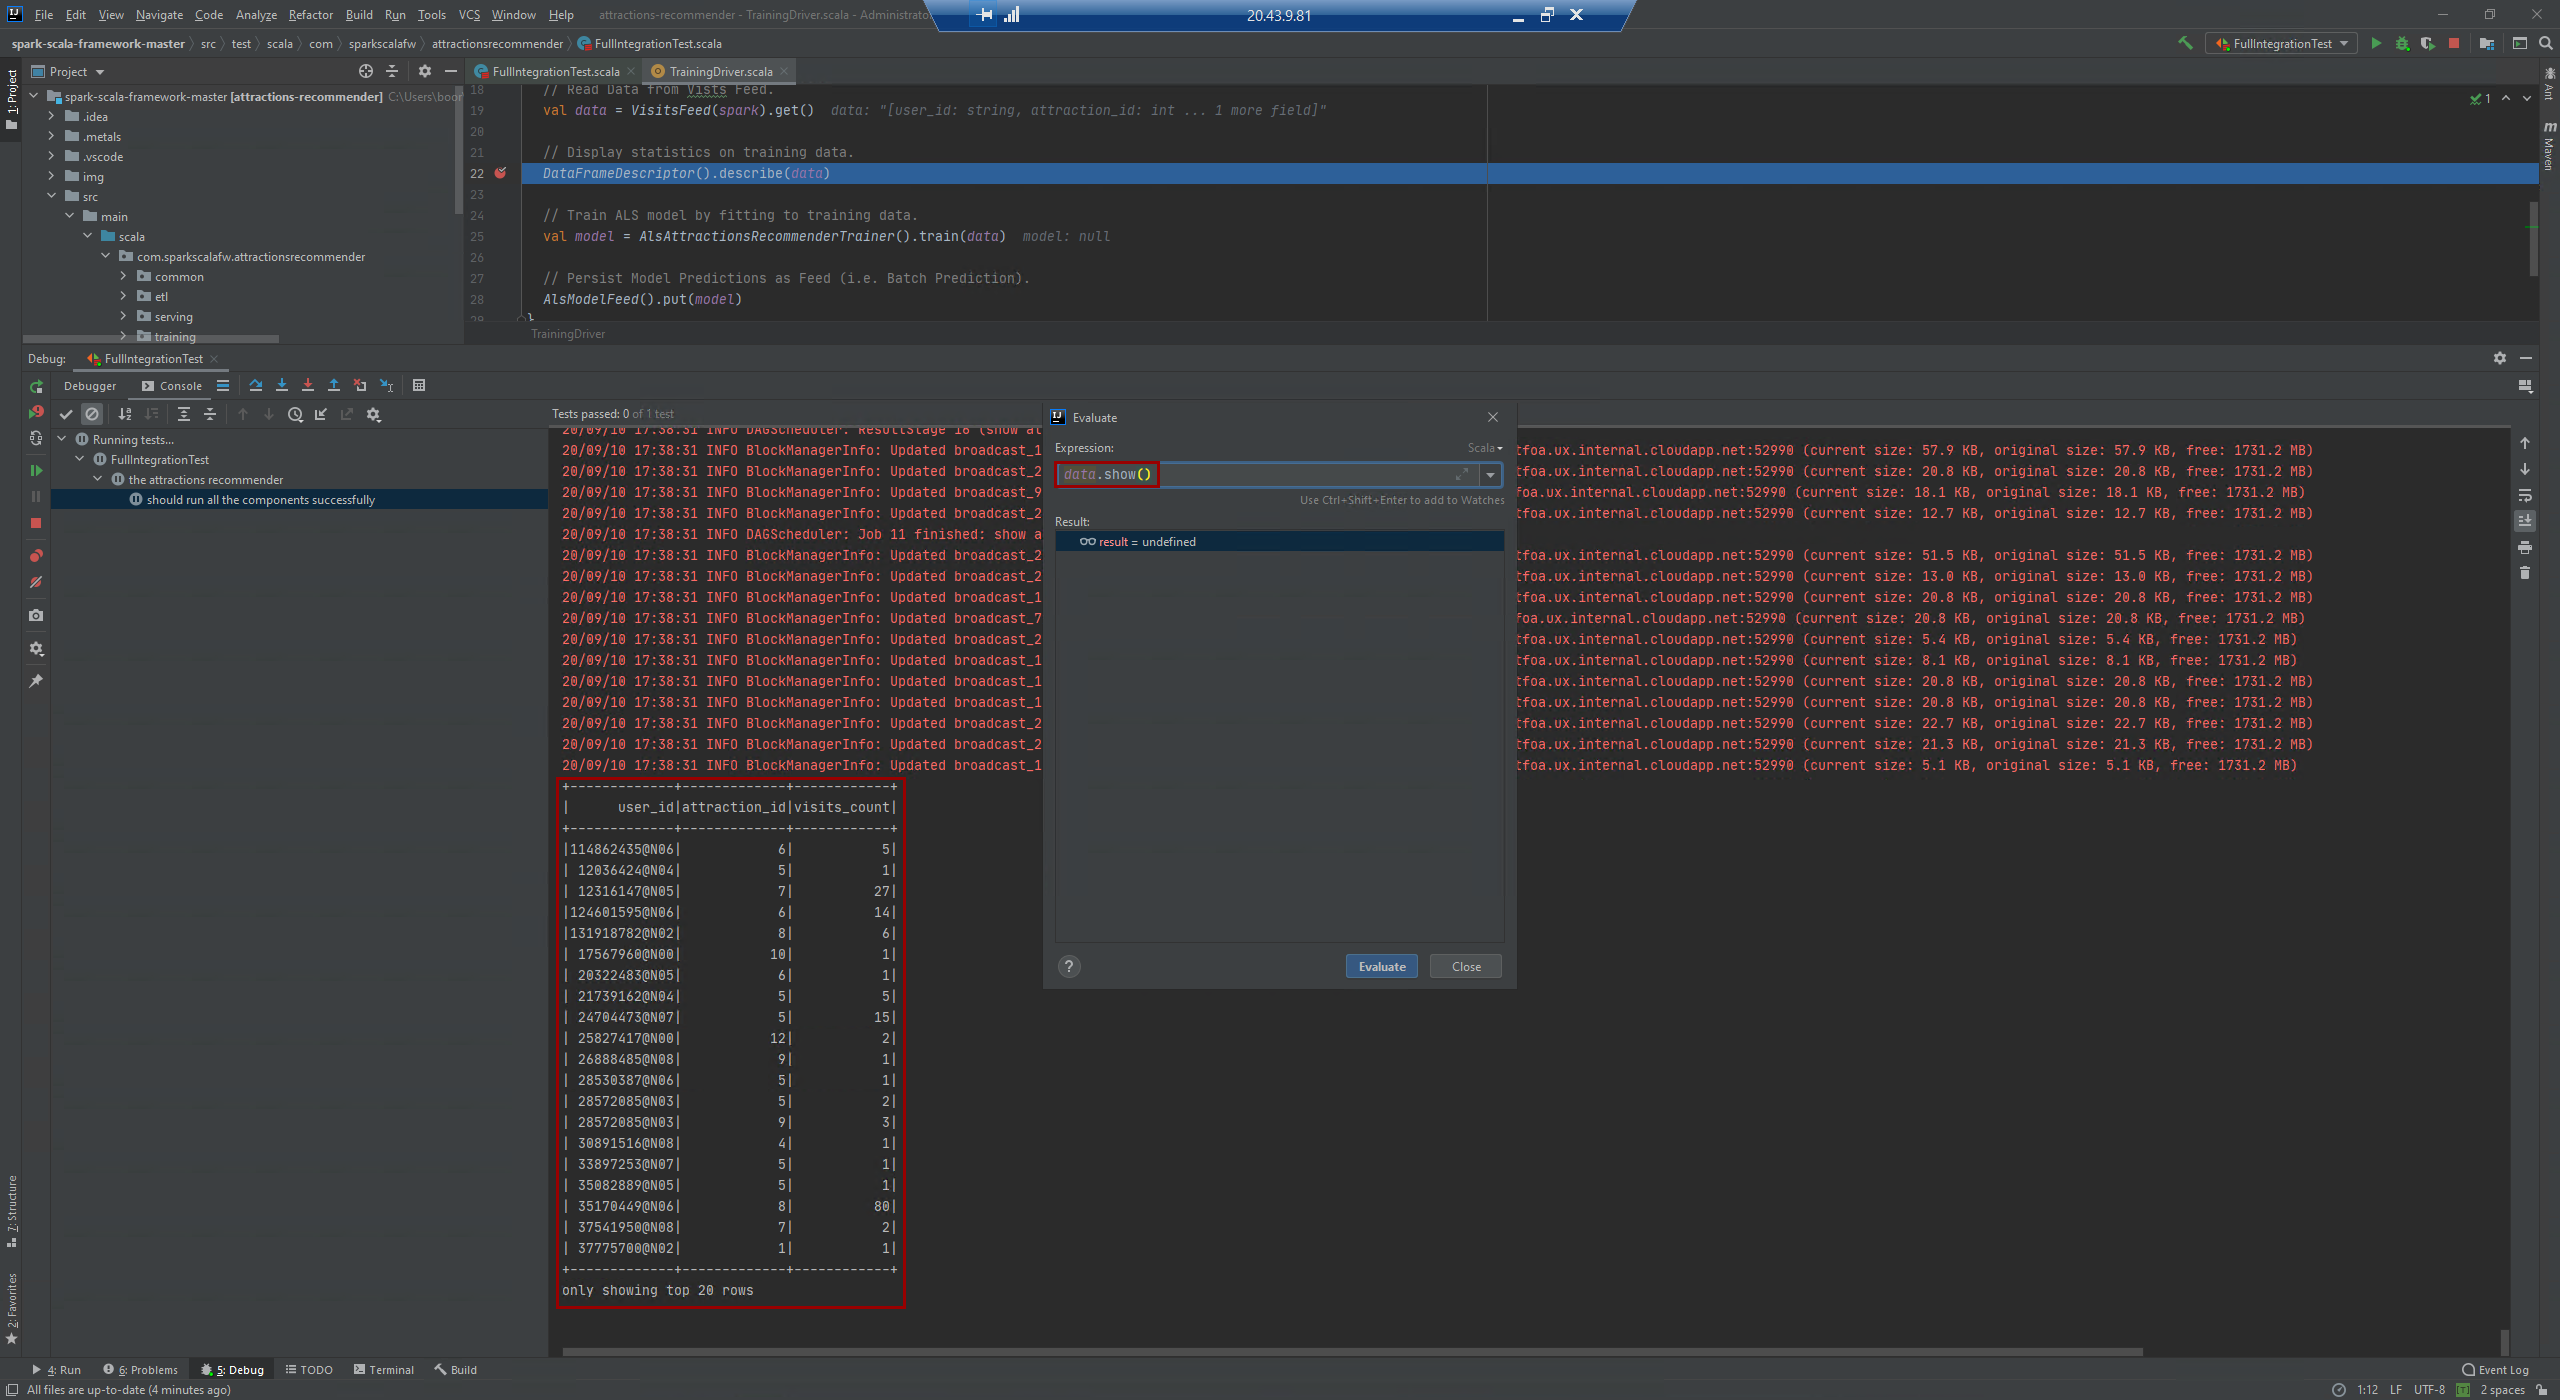 File Edit View Navigate Code Analyze Refactor Build Run Tools VCS Window Help attractions-recommender - TrainingDriver.scala - Administrato
20.43.9.81
spark-scala-framework-master src test scala com sparkscalafw attractionsrecommender FullIntegrationTest.scala
FullIntegrationTest
1: Project
Project
FullIntegrationTest.scala TrainingDriver.scala
spark-scala-framework-master [attractions-recommender] C:\Users\boor
.idea
.metals
.vscode
img
src
main
scala
com.sparkscalafw.attractionsrecommender
common
etl
serving
training
18 // Read Data from Vists Feed.
19 val data = VisitsFeed(spark).get() data: "[user_id: string, attraction_id: int ... 1 more field]"
20
21 // Display statistics on training data.
22 DataFrameDescriptor().describe(data)
23
24 // Train ALS model by fitting to training data.
25 val model = AlsAttractionsRecommenderTrainer().train(data) model: null
26
27 // Persist Model Predictions as Feed (i.e. Batch Prediction).
28 AlsModelFeed().put(model)
29 }
TrainingDriver
1
Ant
Maven
Debug: FullIntegrationTest
Debugger Console
Tests passed: 0 of 1 test
Running tests...
FullIntegrationTest
the attractions recommender
should run all the components successfully
20/09/10 17:38:31 INFO DAGScheduler: ResultStage 16 (show at
20/09/10 17:38:31 INFO BlockManagerInfo: Updated broadcast_1 tfoa.ux.internal.cloudapp.net:52990 (current size: 57.9 KB, original size: 57.9 KB, free: 1731.2 MB)
20/09/10 17:38:31 INFO BlockManagerInfo: Updated broadcast_2 tfoa.ux.internal.cloudapp.net:52990 (current size: 20.8 KB, original size: 20.8 KB, free: 1731.2 MB)
20/09/10 17:38:31 INFO BlockManagerInfo: Updated broadcast_9 foa.ux.internal.cloudapp.net:52990 (current size: 18.1 KB, original size: 18.1 KB, free: 1731.2 MB)
20/09/10 17:38:31 INFO BlockManagerInfo: Updated broadcast_2 tfoa.ux.internal.cloudapp.net:52990 (current size: 12.7 KB, original size: 12.7 KB, free: 1731.2 MB)
20/09/10 17:38:31 INFO DAGScheduler: Job 11 finished: show a
20/09/10 17:38:31 INFO BlockManagerInfo: Updated broadcast_2 tfoa.ux.internal.cloudapp.net:52990 (current size: 51.5 KB, original size: 51.5 KB, free: 1731.2 MB)
20/09/10 17:38:31 INFO BlockManagerInfo: Updated broadcast_2 tfoa.ux.internal.cloudapp.net:52990 (current size: 13.0 KB, original size: 13.0 KB, free: 1731.2 MB)
20/09/10 17:38:31 INFO BlockManagerInfo: Updated broadcast_1 tfoa.ux.internal.cloudapp.net:52990 (current size: 20.8 KB, original size: 20.8 KB, free: 1731.2 MB)
20/09/10 17:38:31 INFO BlockManagerInfo: Updated broadcast_7 foa.ux.internal.cloudapp.net:52990 (current size: 20.8 KB, original size: 20.8 KB, free: 1731.2 MB)
20/09/10 17:38:31 INFO BlockManagerInfo: Updated broadcast_2 tfoa.ux.internal.cloudapp.net:52990 (current size: 5.4 KB, original size: 5.4 KB, free: 1731.2 MB)
20/09/10 17:38:31 INFO BlockManagerInfo: Updated broadcast_1 tfoa.ux.internal.cloudapp.net:52990 (current size: 8.1 KB, original size: 8.1 KB, free: 1731.2 MB)
20/09/10 17:38:31 INFO BlockManagerInfo: Updated broadcast_1 tfoa.ux.internal.cloudapp.net:52990 (current size: 20.8 KB, original size: 20.8 KB, free: 1731.2 MB)
20/09/10 17:38:31 INFO BlockManagerInfo: Updated broadcast_1 tfoa.ux.internal.cloudapp.net:52990 (current size: 20.8 KB, original size: 20.8 KB, free: 1731.2 MB)
20/09/10 17:38:31 INFO BlockManagerInfo: Updated broadcast_2 tfoa.ux.internal.cloudapp.net:52990 (current size: 22.7 KB, original size: 22.7 KB, free: 1731.2 MB)
20/09/10 17:38:31 INFO BlockManagerInfo: Updated broadcast_2 tfoa.ux.internal.cloudapp.net:52990 (current size: 21.3 KB, original size: 21.3 KB, free: 1731.2 MB)
20/09/10 17:38:31 INFO BlockManagerInfo: Updated broadcast_1 tfoa.ux.internal.cloudapp.net:52990 (current size: 5.1 KB, original size: 5.1 KB, free: 1731.2 MB)
+-------------+-------------+------------+
| user_id|attraction_id|visits_count|
+-------------+-------------+------------+
|114862435@N06| 6| 5|
| 12036424@N04| 5| 1|
| 12316147@N05| 7| 27|
|124601595@N06| 6| 14|
|131918782@N02| 8| 6|
| 17567960@N00| 10| 1|
| 20322483@N05| 6| 1|
| 21739162@N04| 5| 5|
| 24704473@N07| 5| 15|
| 25827417@N00| 12| 2|
| 26888485@N08| 9| 1|
| 28530387@N06| 5| 1|
| 28572085@N03| 5| 2|
| 28572085@N03| 9| 3|
| 30891516@N08| 4| 1|
| 33897253@N07| 5| 1|
| 35082889@N05| 5| 1|
| 35170449@N06| 8| 80|
| 37541950@N08| 7| 2|
| 37775700@N02| 1| 1|
+-------------+-------------+------------+
only showing top 20 rows
Evaluate
Expression: Scala
data.show()
Use Ctrl+Shift+Enter to add to Watches
Result:
result = undefined
? Evaluate Close
7: Structure
2: Favorites
4: Run 6: Problems 5: Debug TODO Terminal Build Event Log
All files are up-to-date (4 minutes ago) 1:12 LF UTF-8 2 spaces